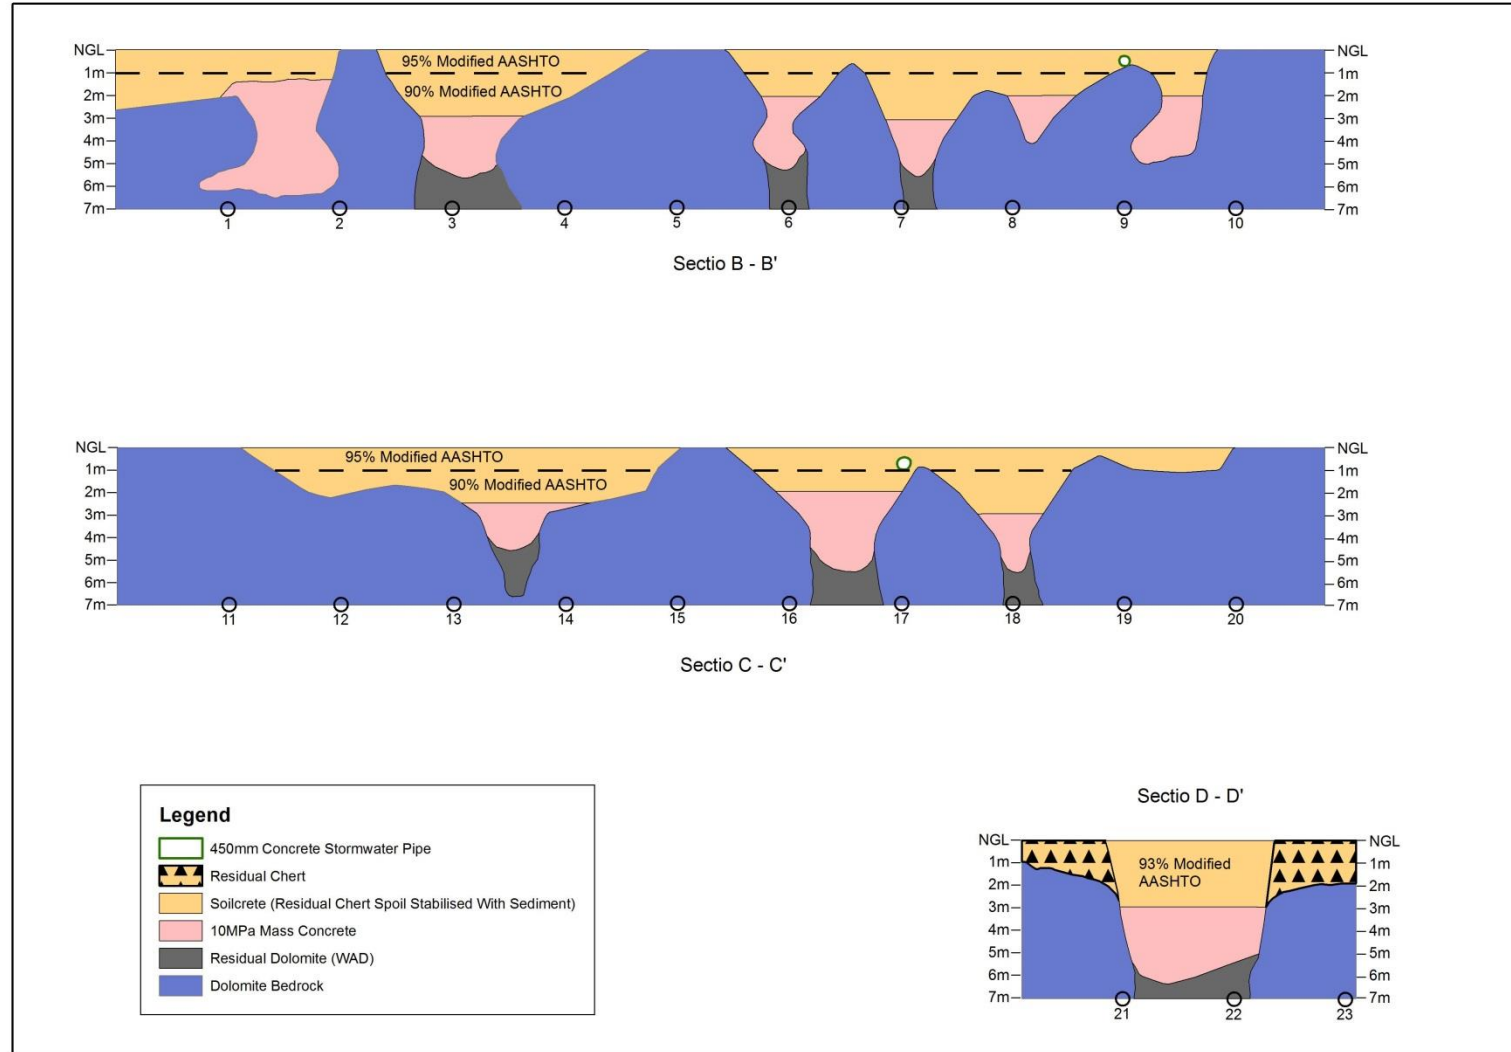 NGL
1m
2m
3m
4m
5m
6m
7m
95% Modified AASHTO
90% Modified AASHTO
NGL
1m
2m
3m
4m
5m
6m
7m
1 2 3 4 5 6 7 8 9 10
Sectio B - B'
NGL
1m
2m
3m
4m
5m
6m
7m
95% Modified AASHTO
90% Modified AASHTO
NGL
1m
2m
3m
4m
5m
6m
7m
11 12 13 14 15 16 17 18 19 20
Sectio C - C'
Legend
450mm Concrete Stormwater Pipe
Residual Chert
Soilcrete (Residual Chert Spoil Stabilised With Sediment)
10MPa Mass Concrete
Residual Dolomite (WAD)
Dolomite Bedrock
Sectio D - D'
NGL
1m
2m
3m
4m
5m
6m
7m
93% Modified
AASHTO
NGL
1m
2m
3m
4m
5m
6m
7m
21 22 23